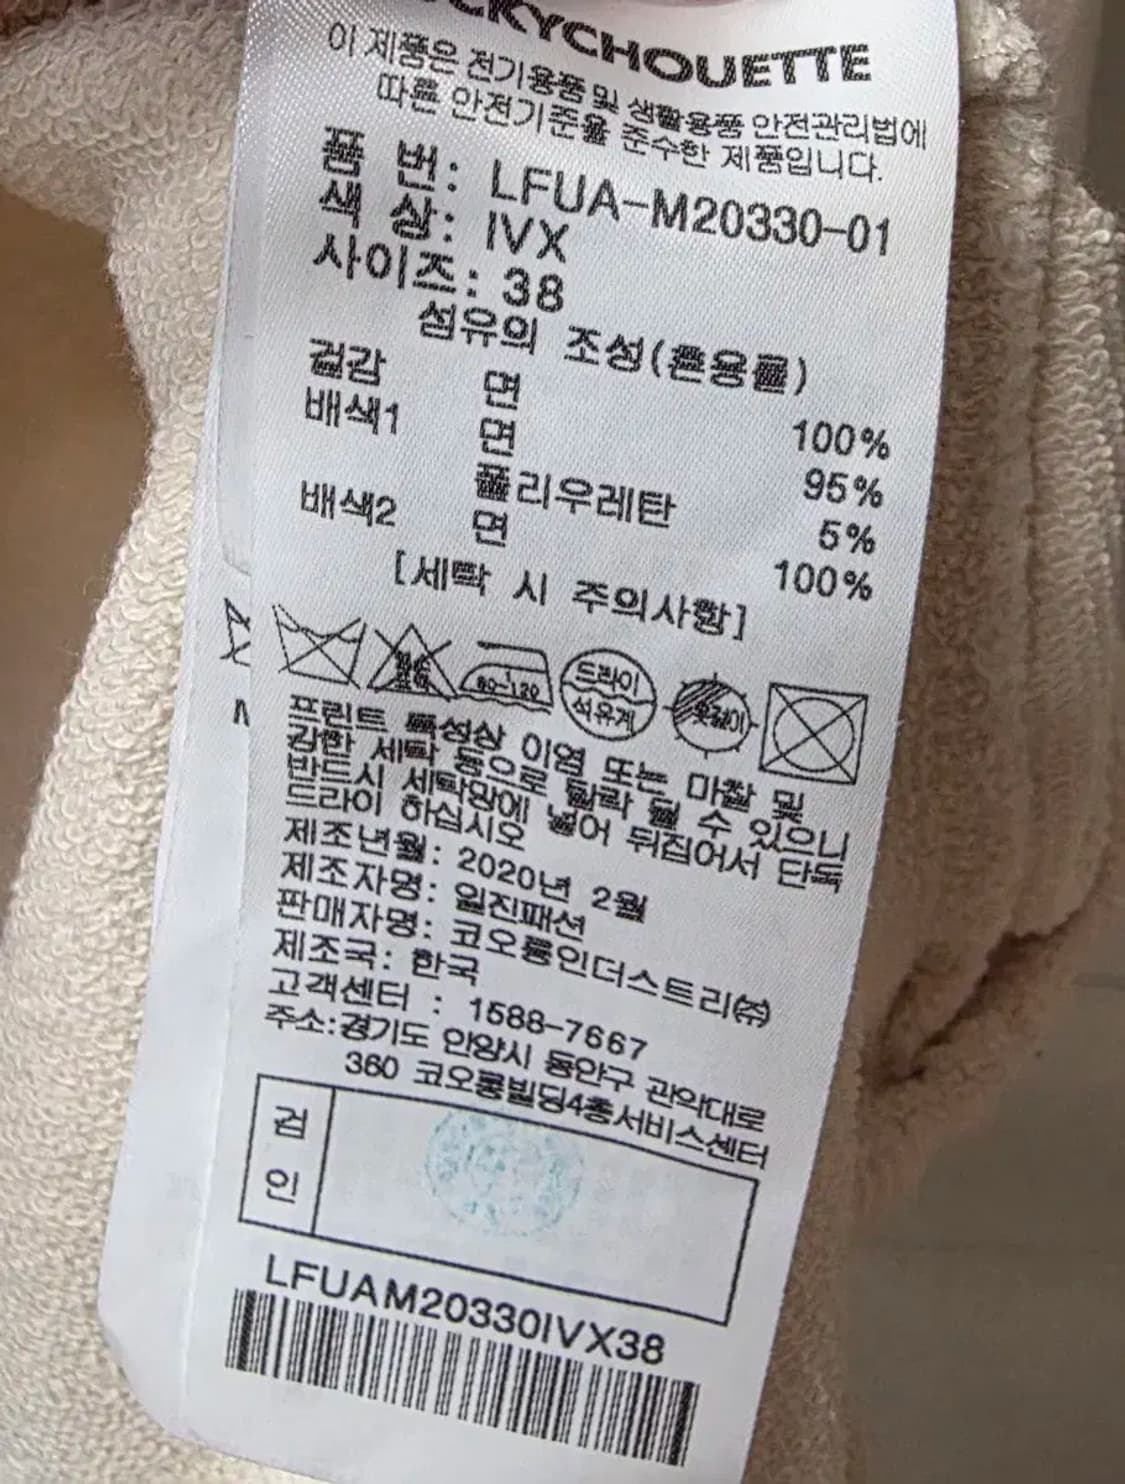 CKYCHOUETTE
이 제품은 전기용품 및 생활용품 안전관리법에
따른 안전기준을 준수한 제품입니다.
품 번: LFUA-M20330-01
색 상: IVX
사이즈: 38
섬유의 조성(혼용률)
겉감 면 100%
배색1 면 95%
폴리우레탄 5%
배색2 면 100%
[세탁 시 주의사항]
80~120
드라이
석유계
옷걸이
프린트 특성상 이염 또는 마찰 및
강한 세탁 등으로 탈락 될 수 있으니
반드시 세탁망에 넣어 뒤집어서 단독
드라이 하십시오
제조년월: 2020년 2월
제조자명: 일진패션
판매자명: 코오롱인더스트리㈜
제조국: 한국
고객센터 : 1588-7667
주소:경기도 안양시 동안구 관악대로
360 코오롱빌딩4층서비스센터
검
인
LFUAM20330IVX38